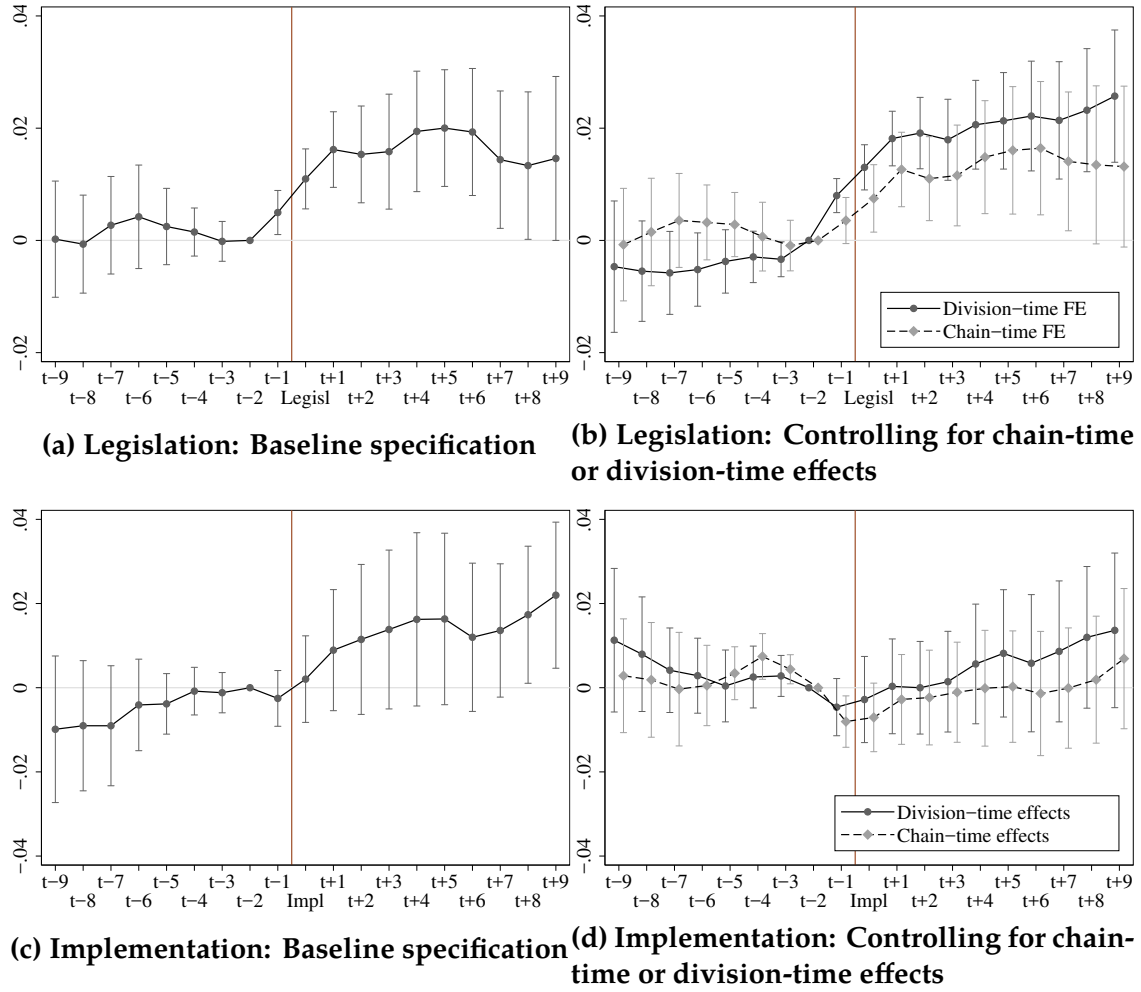 .04
.02
0
−.02
t−9 t−7 t−5 t−3 t−1 t+1 t+3 t+5 t+7 t+9
t−8 t−6 t−4 t−2 Legisl t+2 t+4 t+6 t+8
(a) Legislation: Baseline specification
.04
.02
0
−.02
Division−time FE
Chain−time FE
t−9 t−7 t−5 t−3 t−1 t+1 t+3 t+5 t+7 t+9
t−8 t−6 t−4 t−2 Legisl t+2 t+4 t+6 t+8
(b) Legislation: Controlling for chain-time
or division-time effects
.04
.02
0
−.02
−.04
t−9 t−7 t−5 t−3 t−1 t+1 t+3 t+5 t+7 t+9
t−8 t−6 t−4 t−2 Impl t+2 t+4 t+6 t+8
(c) Implementation: Baseline specification
.04
.02
0
−.02
−.04
Division−time effects
Chain−time effects
t−9 t−7 t−5 t−3 t−1 t+1 t+3 t+5 t+7 t+9
t−8 t−6 t−4 t−2 Impl t+2 t+4 t+6 t+8
(d) Implementation: Controlling for chain-
time or division-time effects